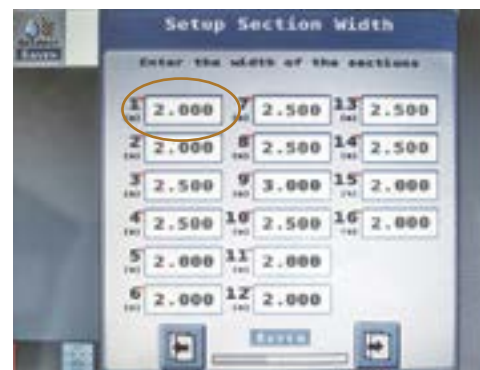 Setup Section Width
Enter the width of the sections
1 2.000 7 2.500 13 2.500
2 2.000 8 2.500 14 2.500
3 2.500 9 3.000 15 2.000
4 2.500 10 2.500 16 2.000
5 2.000 11 2.000
6 2.000 12 2.000